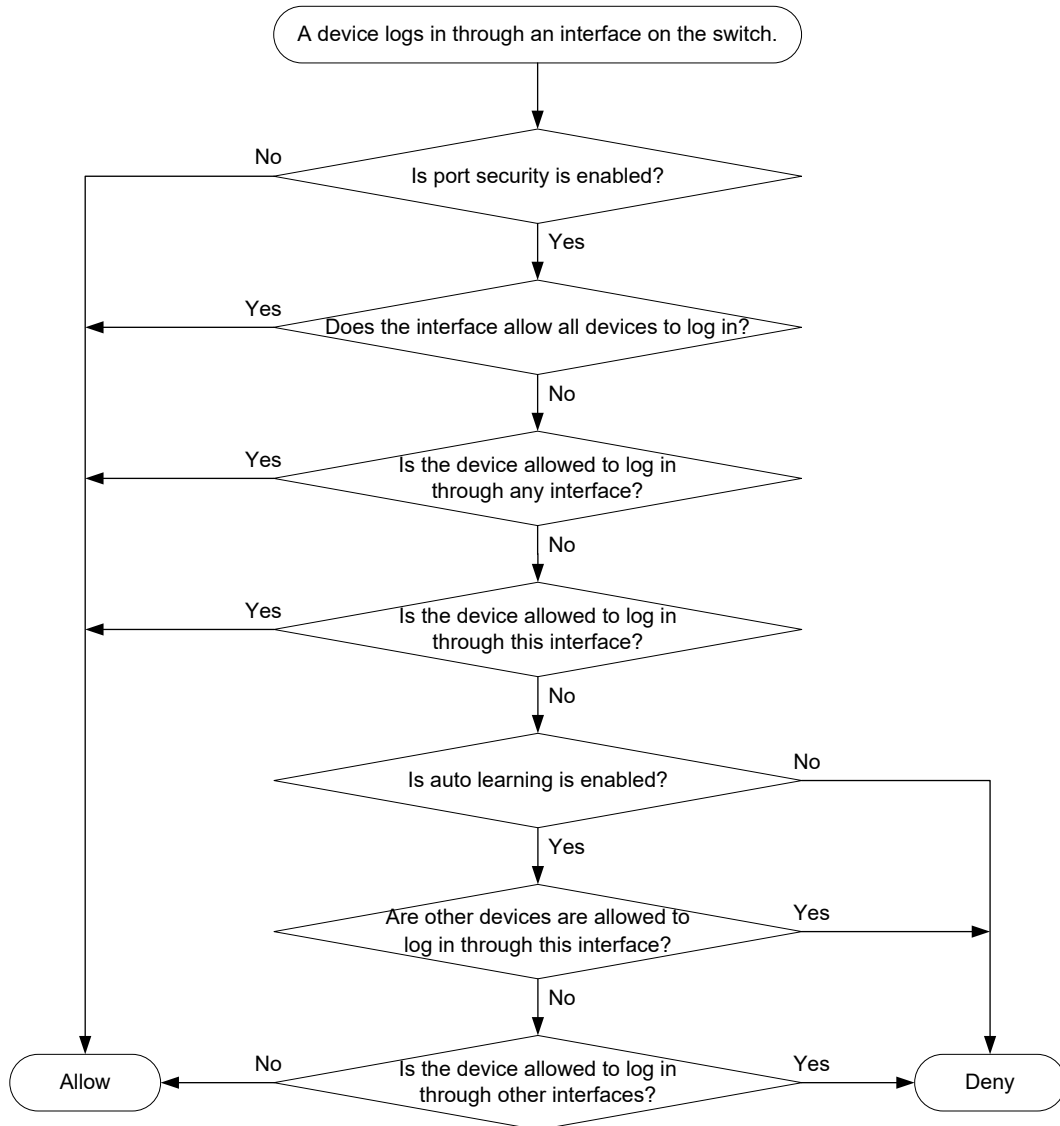 A device logs in through an interface on the switch.
No
Is port security is enabled?
Yes
Yes
Does the interface allow all devices to log in?
No
Yes
Is the device allowed to log in
through any interface?
No
Yes
Is the device allowed to log in
through this interface?
No
No
Is auto learning is enabled?
Yes
Are other devices are allowed to
log in through this interface?
Yes
No
Allow
No
Is the device allowed to log in
through other interfaces?
Yes
Deny